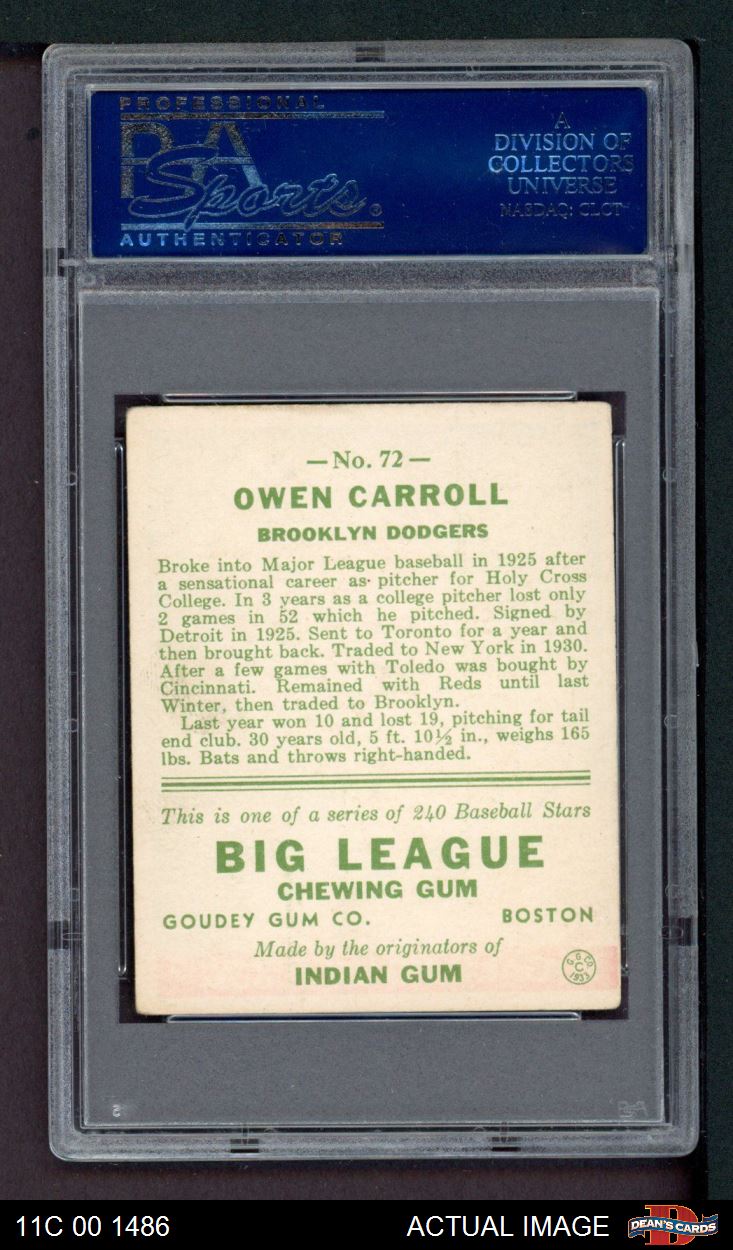 PROFESSIONAL
PSA
Sports
AUTHENTICATOR
A
DIVISION OF
COLLECTORS
UNIVERSE
NASDAQ: CLCT
—No. 72—
OWEN CARROLL
BROOKLYN DODGERS
Broke into Major League baseball in 1925 after
a sensational career as pitcher for Holy Cross
College. In 3 years as a college pitcher lost only
2 games in 52 which he pitched. Signed by
Detroit in 1925. Sent to Toronto for a year and
then brought back. Traded to New York in 1930.
After a few games with Toledo was bought by
Cincinnati. Remained with Reds until last
Winter, then traded to Brooklyn.
Last year won 10 and lost 19, pitching for tail
end club. 30 years old, 5 ft. 10½ in., weighs 165
lbs. Bats and throws right-handed.
This is one of a series of 240 Baseball Stars
BIG LEAGUE
CHEWING GUM
GOUDEY GUM CO. BOSTON
Made by the originators of
INDIAN GUM
G. G. CO.
C
1933
11C 00 1486 ACTUAL IMAGE DEAN'S CARDS